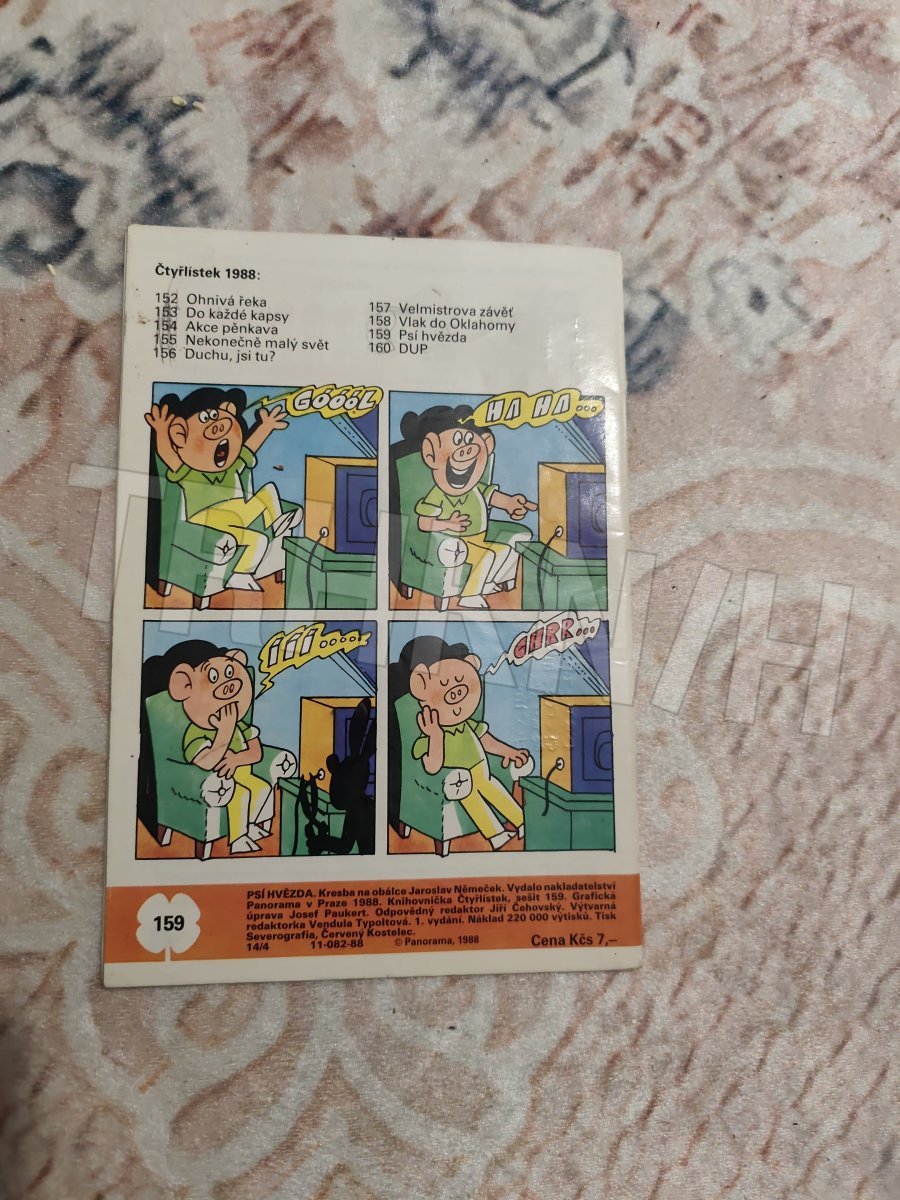 Čtyřlístek 1988:
152 Ohnivá řeka
153 Do každé kapsy
154 Akce pěnkava
155 Nekonečně malý svět
156 Duchu, jsi tu?
157 Velmistrova závěť
158 Vlak do Oklahomy
159 Psí hvězda
160 DUP
GÓÓÓL
HA HA...
ííí.....
GRRR...
159
PSÍ HVĚZDA. Kresba na obálce Jaroslav Němeček. Vydalo nakladatelství
Panorama v Praze 1988. Knihovnička Čtyřlístek, sešit 159. Grafická
úprava Josef Paukert. Odpovědný redaktor Jiří Čehovský. Výtvarná
redaktorka Vendula Typoltová. 1. vydání. Náklad 220 000 výtisků. Tisk
Severografia, Červený Kostelec.
14/4 11-082-88 © Panorama, 1988 Cena Kčs 7,–